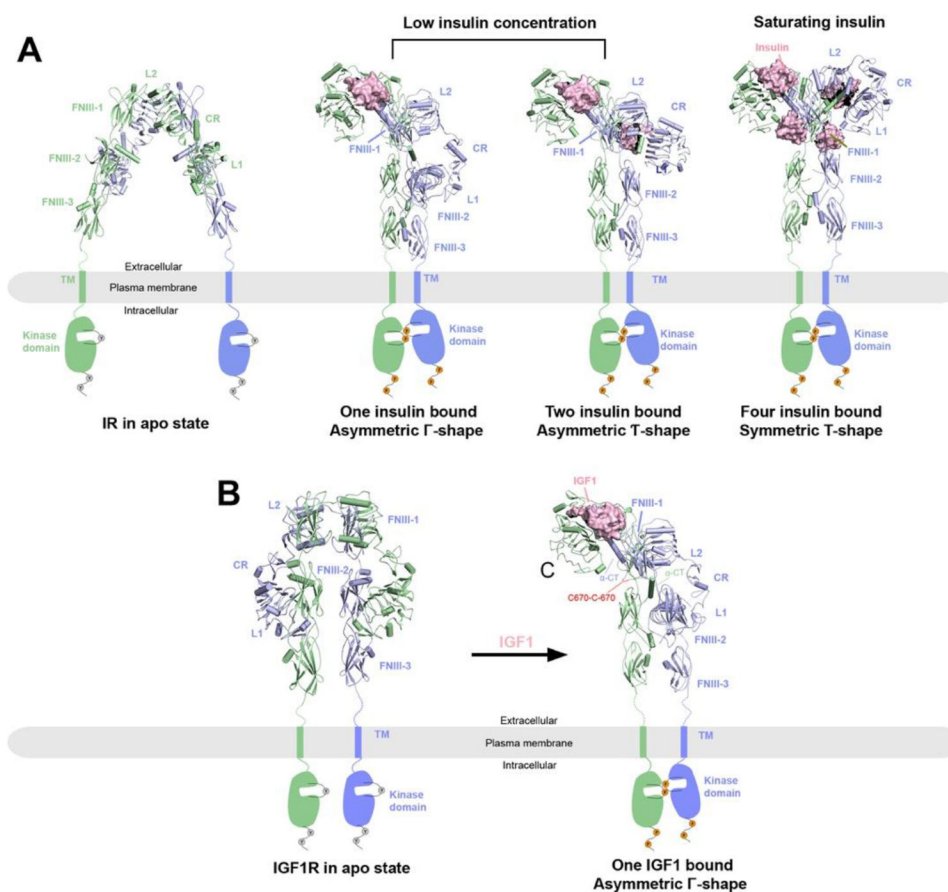 A
Low insulin concentration
Saturating insulin
L2
FNIII-1
CR
FNIII-2
L1
FNIII-3
L2
FNIII-1
CR
L1
FNIII-2
FNIII-3
L2
FNIII-1
CR
FNIII-2
FNIII-3
Insulin
L2
CR
L1
FNIII-1
FNIII-2
FNIII-3
TM
Extracellular
Plasma membrane
Intracellular
TM
TM
TM
Kinase
domain
Kinase
domain
Kinase
domain
Kinase
domain
IR in apo state
One insulin bound
Asymmetric Γ-shape
Two insulin bound
Asymmetric Ƭ-shape
Four insulin bound
Symmetric T-shape
B
L2
FNIII-1
CR
FNIII-2
L1
FNIII-3
IGF1
IGF1
FNIII-1
C
L2
α-CT
α-CT
CR
C670-C-670
L1
FNIII-2
FNIII-3
Extracellular
TM
Plasma membrane
TM
Intracellular
Kinase
domain
Kinase
domain
IGF1R in apo state
One IGF1 bound
Asymmetric Γ-shape